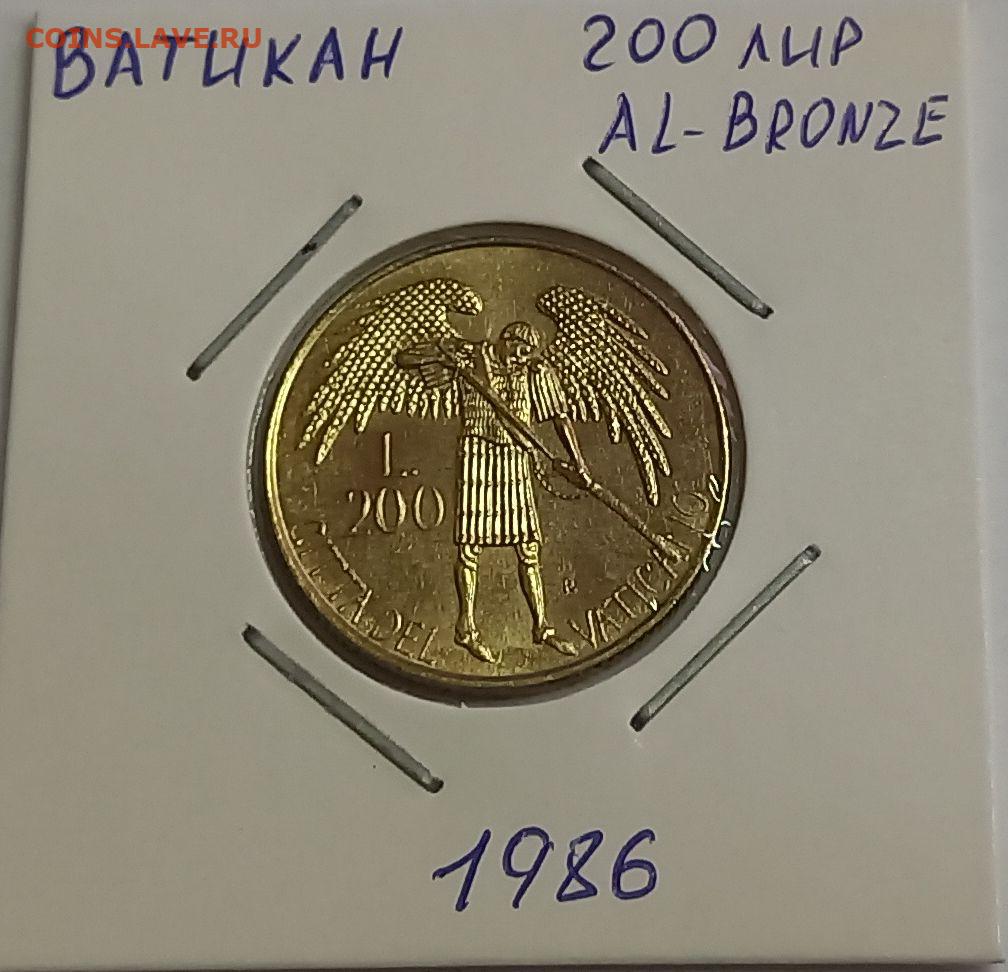 COINS.LAVE.RU
ВАТИКАН
200 ЛИР
AL-BRONZE
L.
200
CITTA DEL VATICANO
R
1986